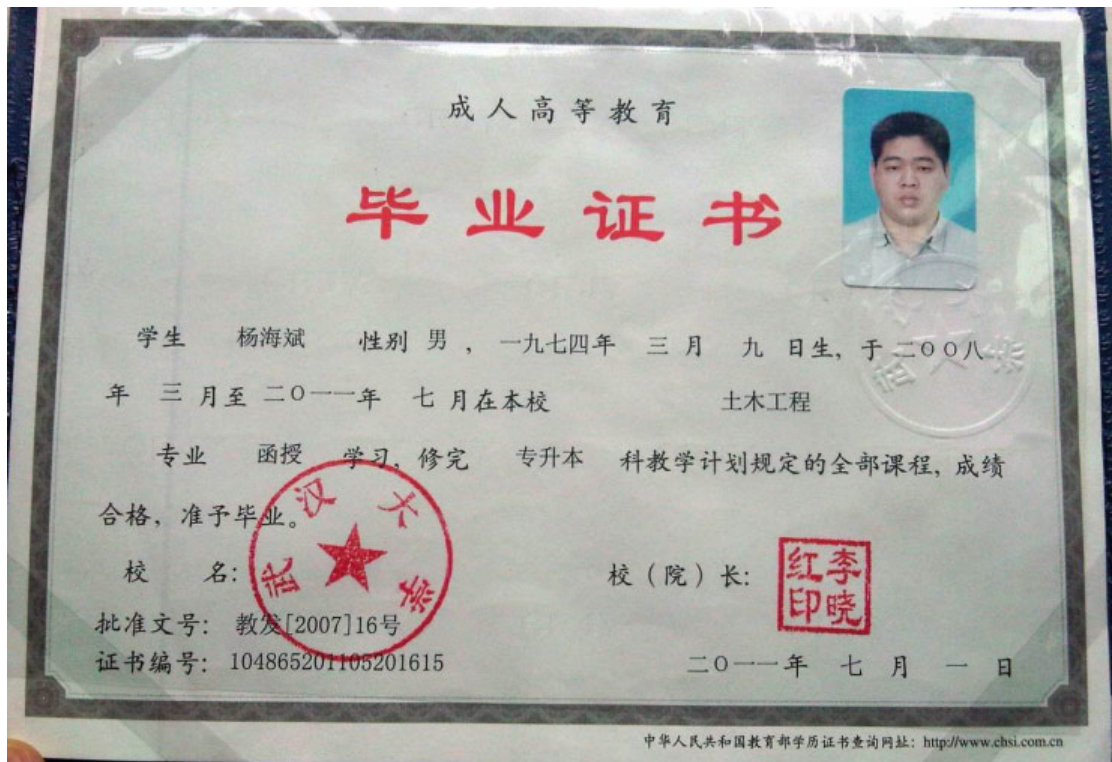 成人高等教育
毕业证书
学生 杨海斌 性别 男 ， 一九七四年 三 月 九 日生，于 二〇〇八
年 三 月至 二〇一一年 七 月在本校 土木工程
专业 函授 学习，修完 专升本 科教学计划规定的全部课程，成绩
合格，准予毕业。
武汉大学
校 名：
校（院）长：
李晓红印
批准文号： 教发[2007]16号
证书编号： 104865201105201615
二〇一一年 七 月 一 日
中华人民共和国教育部学历证书查询网址：http://www.chsi.com.cn